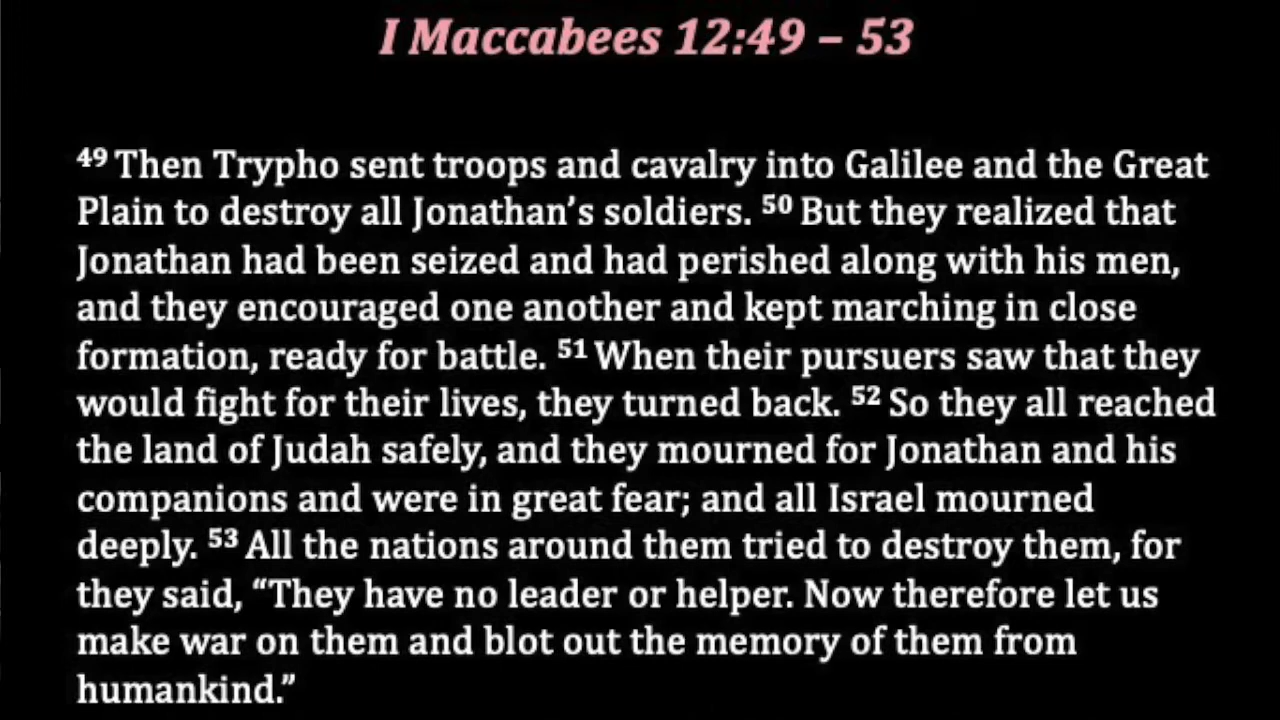 I Maccabees 12:49 – 53
49 Then Trypho sent troops and cavalry into Galilee and the Great
Plain to destroy all Jonathan’s soldiers. 50 But they realized that
Jonathan had been seized and had perished along with his men,
and they encouraged one another and kept marching in close
formation, ready for battle. 51 When their pursuers saw that they
would fight for their lives, they turned back. 52 So they all reached
the land of Judah safely, and they mourned for Jonathan and his
companions and were in great fear; and all Israel mourned
deeply. 53 All the nations around them tried to destroy them, for
they said, “They have no leader or helper. Now therefore let us
make war on them and blot out the memory of them from
humankind.”